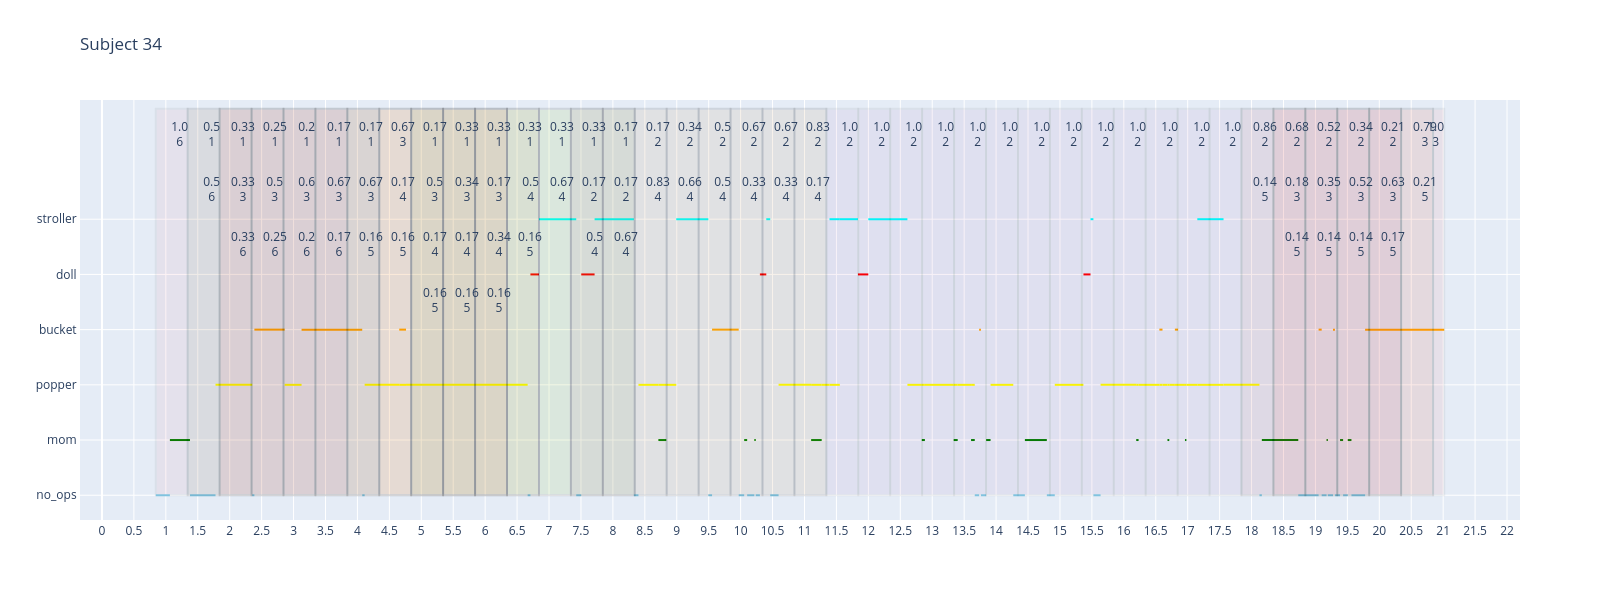 Subject 34
1.0 0.5 0.33 0.25 0.2 0.17 0.17 0.67 0.17 0.33 0.33 0.33 0.33 0.33 0.17 0.17 0.34 0.5 0.67 0.67 0.83 1.0 1.0 1.0 1.0 1.0 1.0 1.0 1.0 1.0 1.0 1.0 1.0 1.0 0.86 0.68 0.52 0.34 0.21 0.79 1.0
6 1 1 1 1 1 1 3 1 1 1 1 1 1 1 2 2 2 2 2 2 2 2 2 2 2 2 2 2 2 2 2 2 2 2 2 2 2 2 3 3
0.5 0.33 0.5 0.6 0.67 0.67 0.17 0.5 0.34 0.17 0.5 0.67 0.17 0.17 0.83 0.66 0.5 0.33 0.33 0.17 0.14 0.18 0.35 0.52 0.63 0.21
6 3 3 3 3 3 4 3 3 3 4 4 2 2 4 4 4 4 4 4 5 3 3 3 3 5
stroller
0.33 0.25 0.2 0.17 0.16 0.16 0.17 0.17 0.34 0.16 0.5 0.67 0.14 0.14 0.14 0.17
6 6 6 6 5 5 4 4 4 5 4 4 5 5 5 5
doll
0.16 0.16 0.16
5 5 5
bucket
popper
mom
no_ops
0 0.5 1 1.5 2 2.5 3 3.5 4 4.5 5 5.5 6 6.5 7 7.5 8 8.5 9 9.5 10 10.5 11 11.5 12 12.5 13 13.5 14 14.5 15 15.5 16 16.5 17 17.5 18 18.5 19 19.5 20 20.5 21 21.5 22